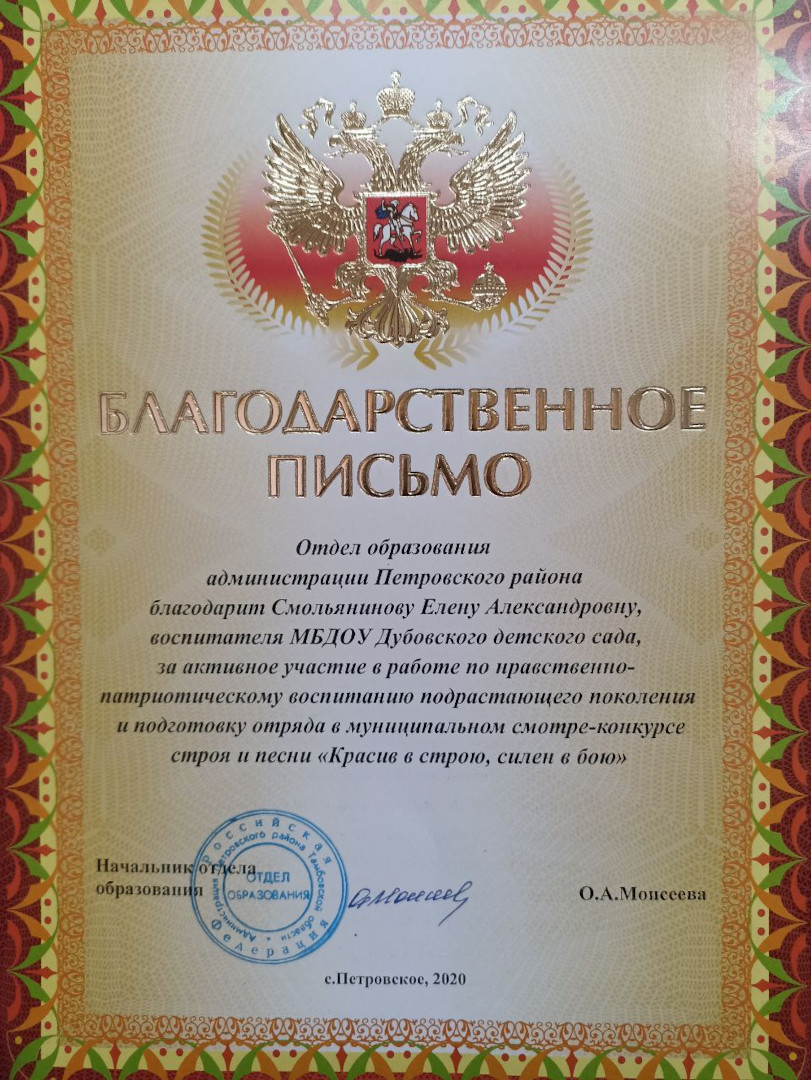 БЛАГОДАРСТВЕННОЕ
ПИСЬМО
Отдел образования
администрации Петровского района
благодарит Смольянинову Елену Александровну,
воспитателя МБДОУ Дубовского детского сада,
за активное участие в работе по нравственно-
патриотическому воспитанию подрастающего поколения
и подготовку отряда в муниципальном смотре-конкурсе
строя и песни «Красив в строю, силен в бою»
Начальник отдела
образования
О.А.Моисеева
Российская Федерация
Администрация Петровского района Тамбовской области
ОТДЕЛ
ОБРАЗОВАНИЯ
с.Петровское, 2020